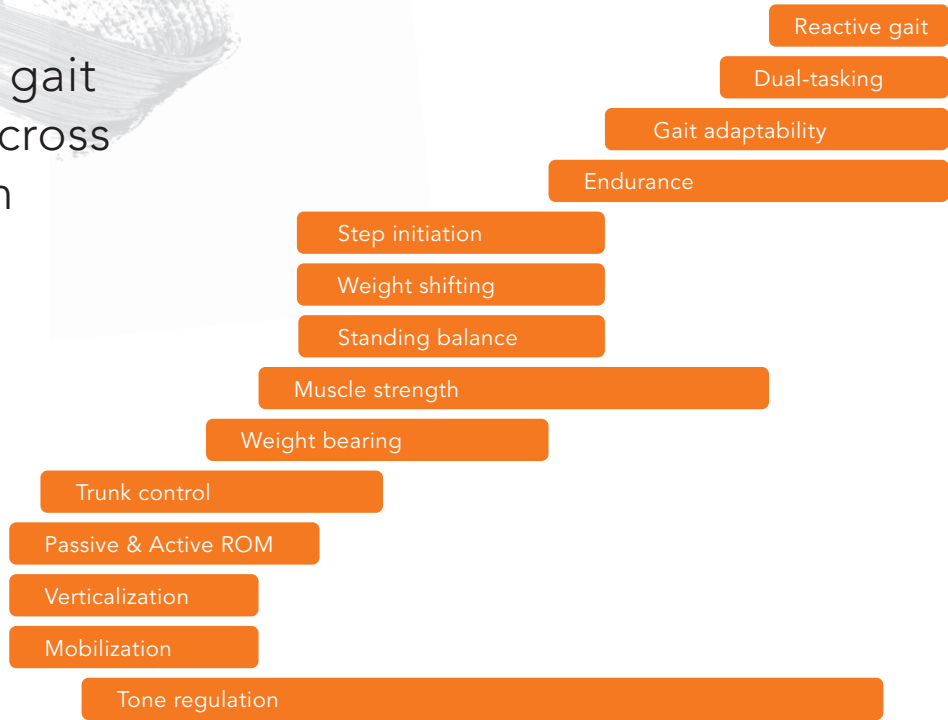 gait
cross
Reactive gait
Dual-tasking
Gait adaptability
Endurance
Step initiation
Weight shifting
Standing balance
Muscle strength
Weight bearing
Trunk control
Passive & Active ROM
Verticalization
Mobilization
Tone regulation